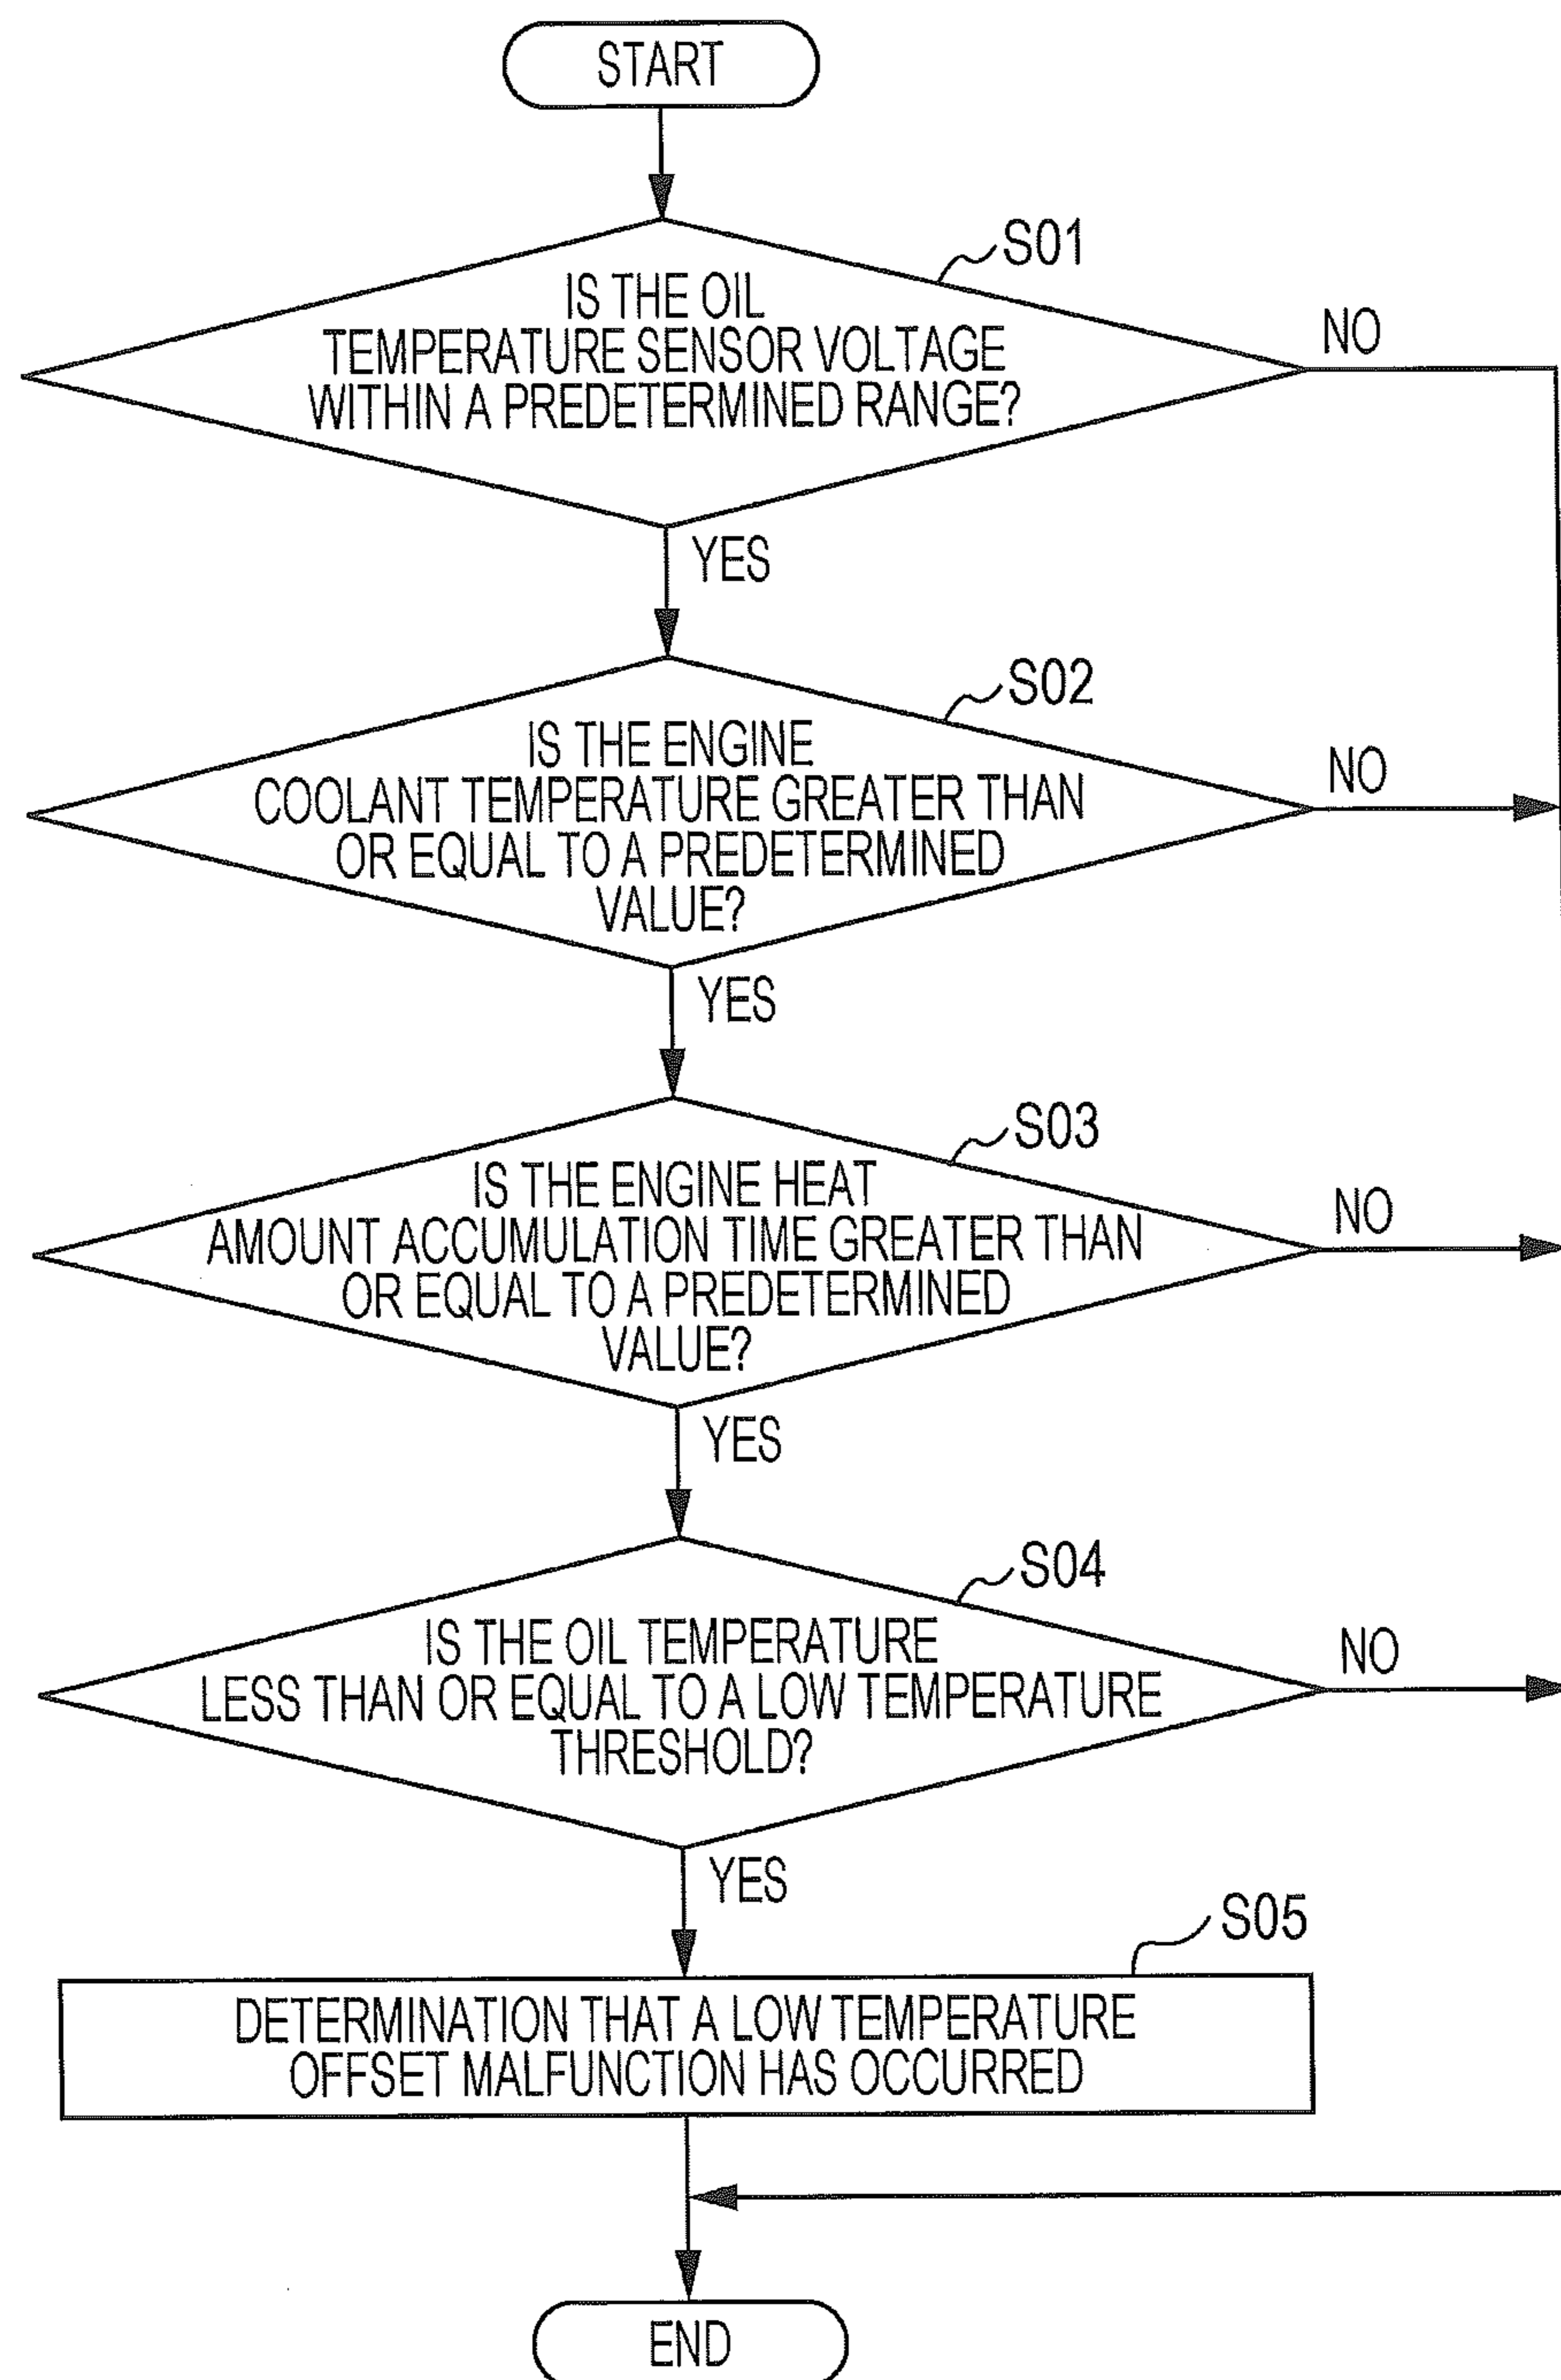 START
S01
IS THE OIL
TEMPERATURE SENSOR VOLTAGE
WITHIN A PREDETERMINED RANGE?
NO
YES
S02
IS THE ENGINE
COOLANT TEMPERATURE GREATER THAN
OR EQUAL TO A PREDETERMINED
VALUE?
NO
YES
S03
IS THE ENGINE HEAT
AMOUNT ACCUMULATION TIME GREATER THAN
OR EQUAL TO A PREDETERMINED
VALUE?
NO
YES
S04
IS THE OIL TEMPERATURE
LESS THAN OR EQUAL TO A LOW TEMPERATURE
THRESHOLD?
NO
YES
S05
DETERMINATION THAT A LOW TEMPERATURE
OFFSET MALFUNCTION HAS OCCURRED
END